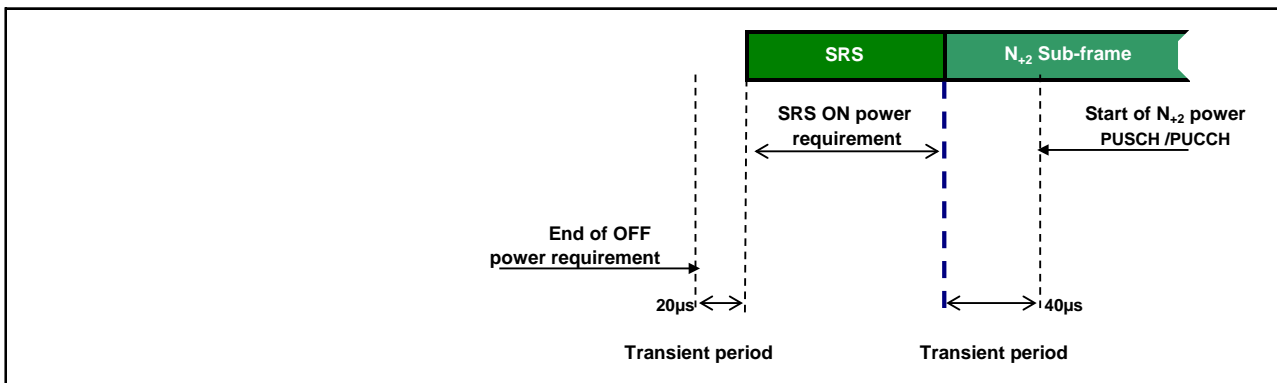 SRS
N+2 Sub-frame
SRS ON power
requirement
Start of N+2 power
PUSCH /PUCCH
End of OFF
power requirement
20µs
40µs
Transient period
Transient period